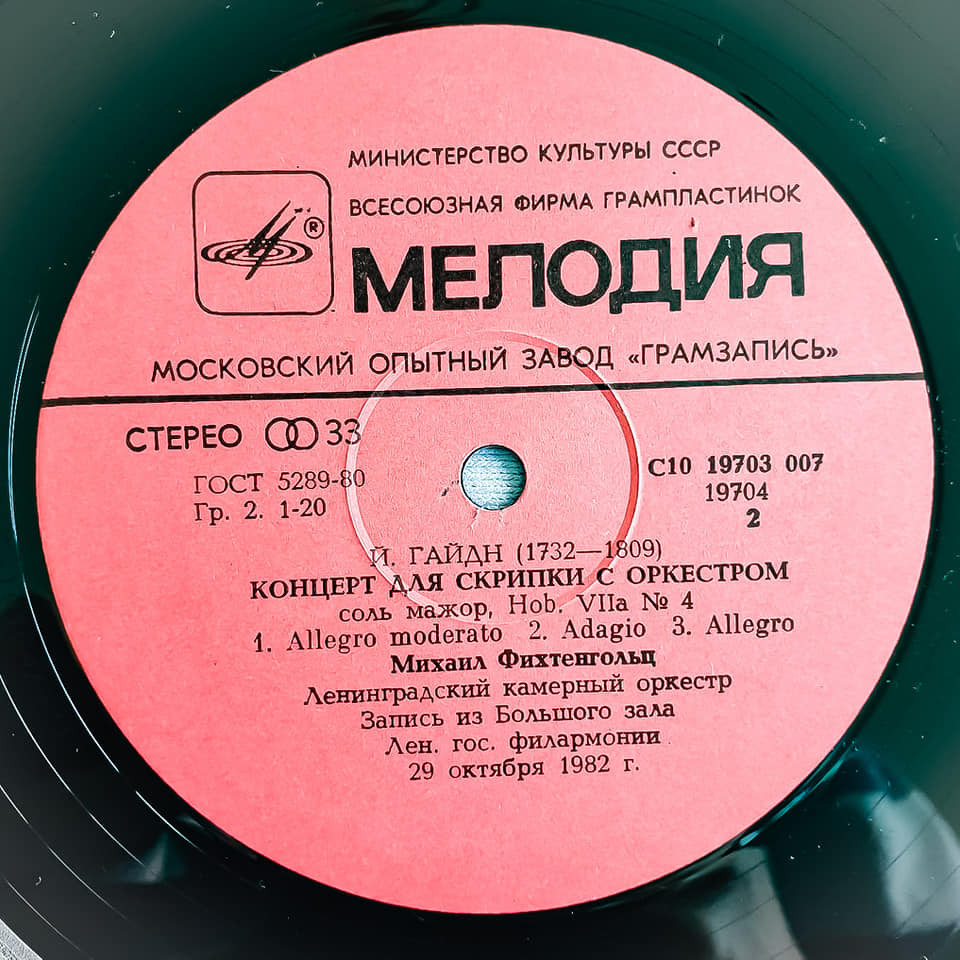 МИНИСТЕРСТВО КУЛЬТУРЫ СССР
ВСЕСОЮЗНАЯ ФИРМА ГРАМПЛАСТИНОК
®
МЕЛОДИЯ
МОСКОВСКИЙ ОПЫТНЫЙ ЗАВОД «ГРАМЗАПИСЬ»
СТЕРЕО 33
ГОСТ 5289-80
Гр. 2. 1-20
С10 19703 007
19704
2
Й. ГАЙДН (1732—1809)
КОНЦЕРТ ДЛЯ СКРИПКИ С ОРКЕСТРОМ
соль мажор, Hob. VIIa № 4
1. Allegro moderato 2. Adagio 3. Allegro
Михаил Фихтенгольц
Ленинградский камерный оркестр
Запись из Большого зала
Лен. гос. филармонии
29 октября 1982 г.